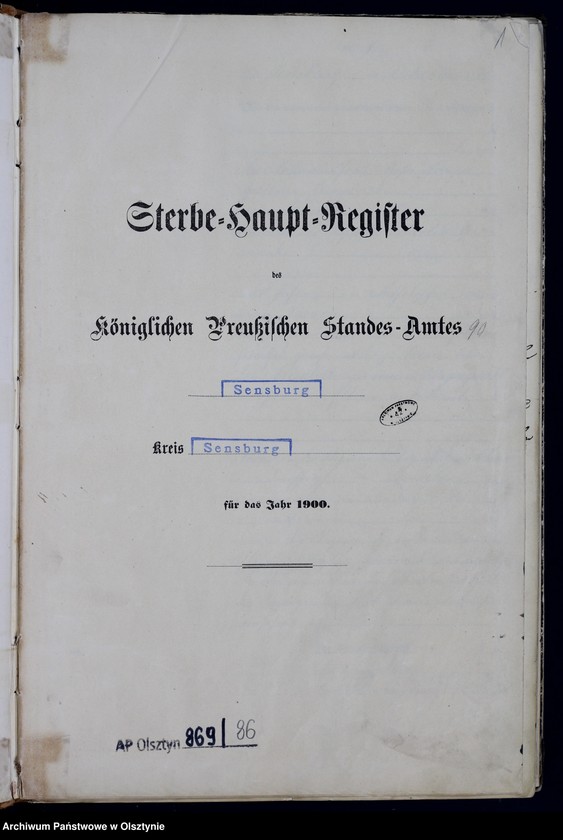 Sterbe-Haupt-Register
des
Königlichen Preußischen Standes-Amtes 90
Sensburg
Kreis Sensburg
für das Jahr 1900.
AP Olsztyn 869/86
Archiwum Państwowe w Olsztynie